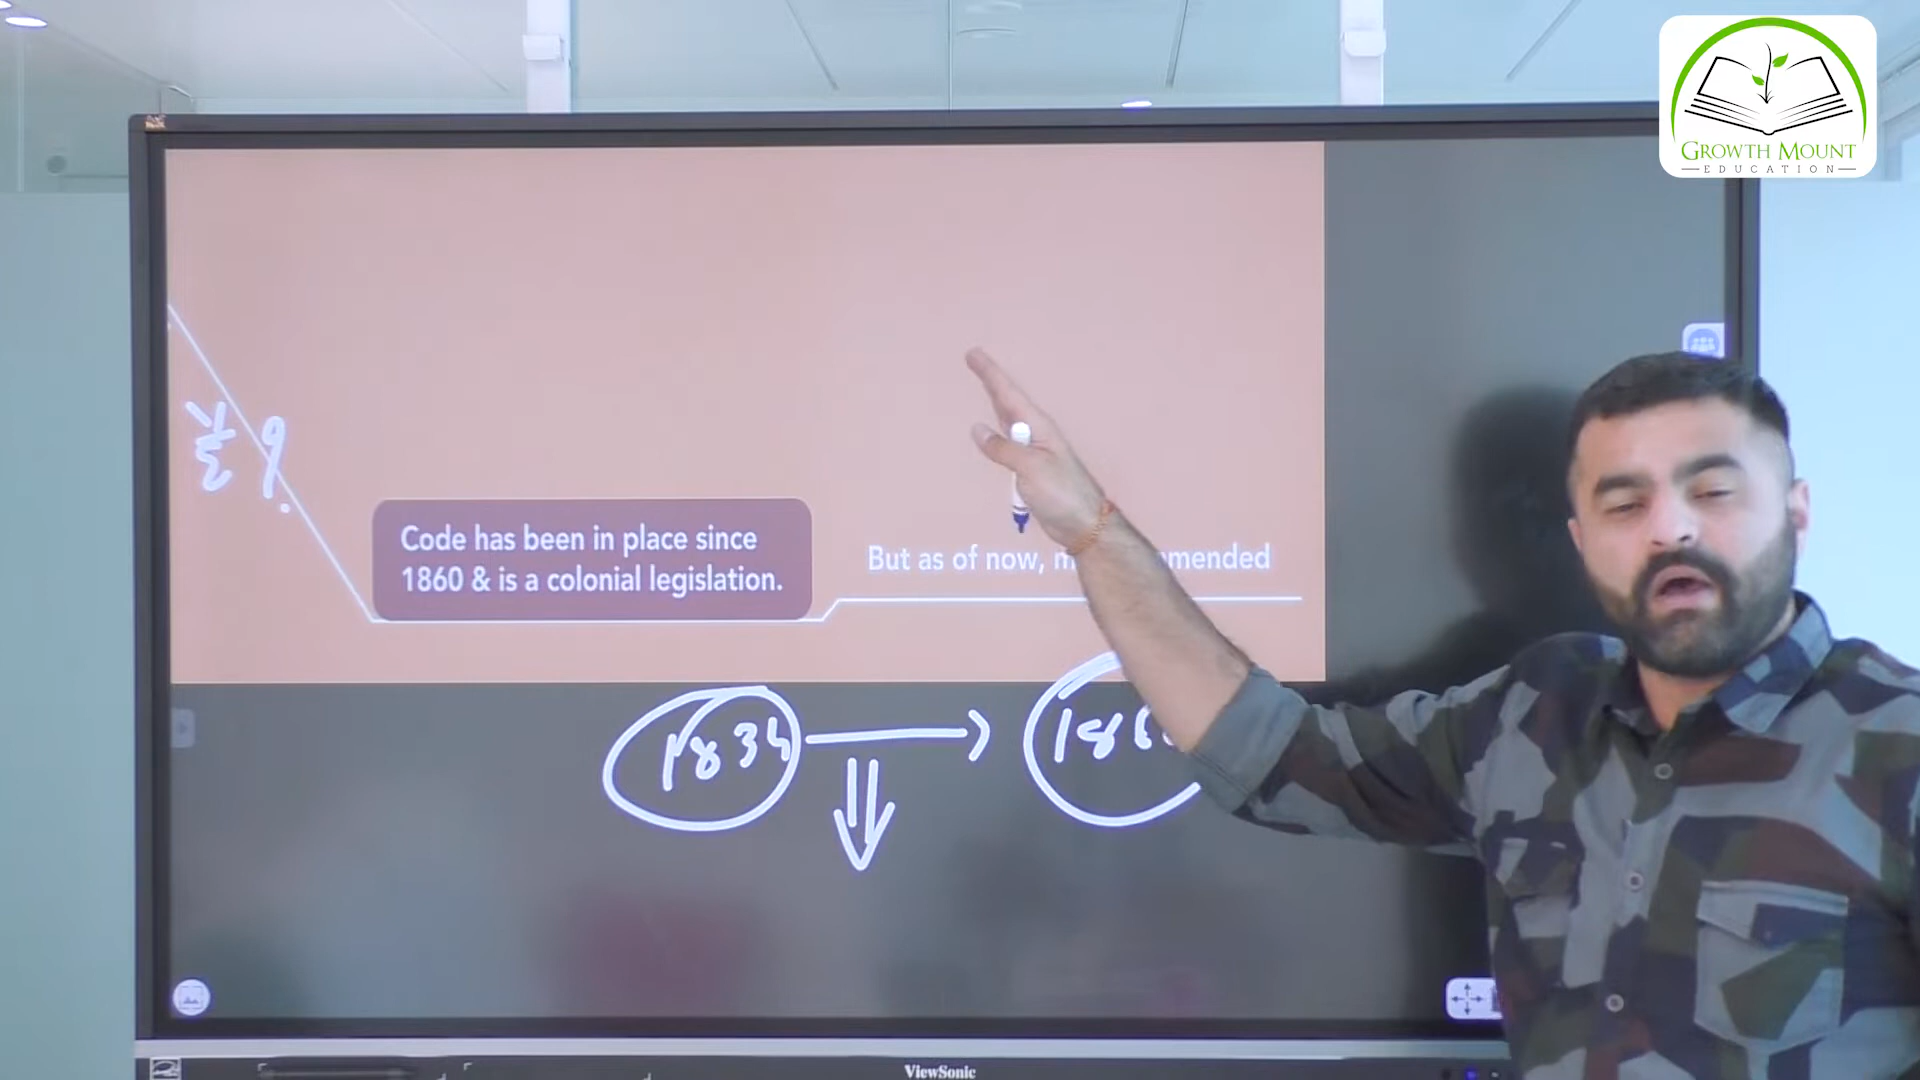 GROWTH MOUNT
EDUCATION
Code has been in place since
1860 & is a colonial legislation.
But as of now,
1834
ViewSonic